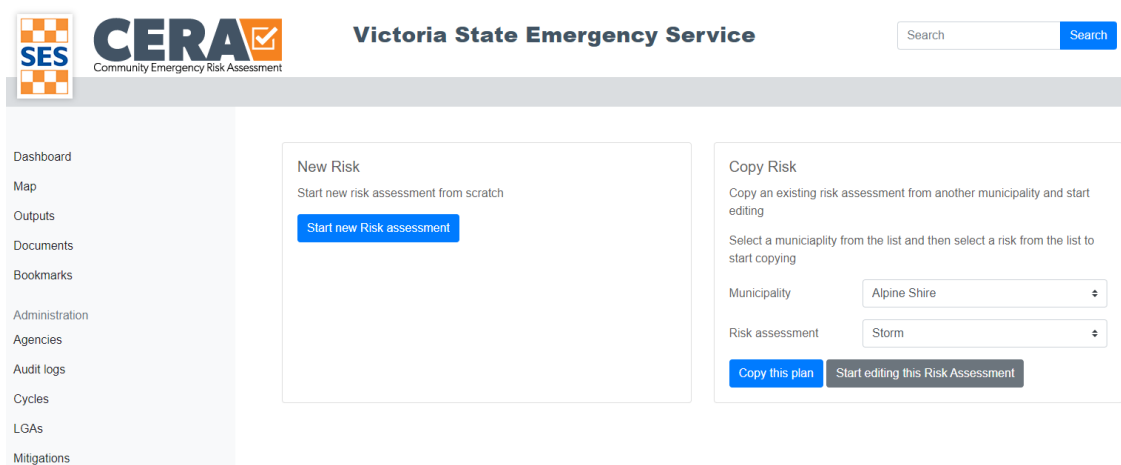 SES
CERA
Community Emergency Risk Assessment
Victoria State Emergency Service
Search
Search
Dashboard
Map
Outputs
Documents
Bookmarks
Administration
Agencies
Audit logs
Cycles
LGAs
Mitigations
New Risk
Start new risk assessment from scratch
Start new Risk assessment
Copy Risk
Copy an existing risk assessment from another municipality and start
editing
Select a municiaplity from the list and then select a risk from the list to
start copying
Municipality
Alpine Shire
Risk assessment
Storm
Copy this plan
Start editing this Risk Assessment